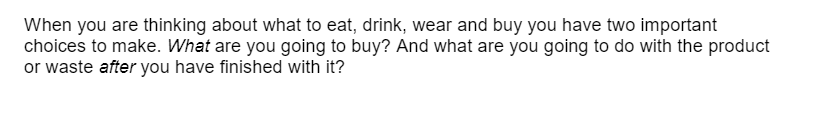 When you are thinking about what to eat, drink, wear and buy you have two important
choices to make. What are you going to buy? And what are you going to do with the product
or waste after you have finished with it?